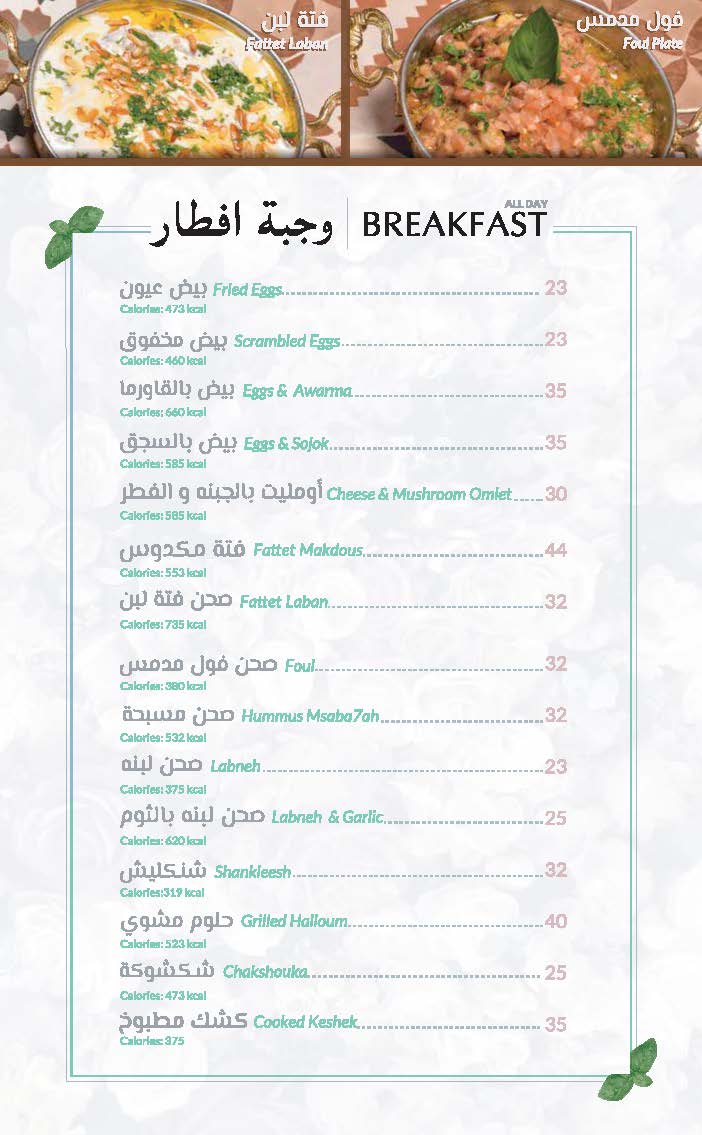 فتة لبن
Fattet Laban
فول مدمس
Foul Plate
وجبة افطار | ALL DAY BREAKFAST
بيض عيون Fried Eggs 23
Calories: 473 kcal
بيض مخفوق Scrambled Eggs 23
Calories: 460 kcal
بيض بالقاورما Eggs & Awarma 35
Calories: 660 kcal
بيض بالسجق Eggs & Sojok 35
Calories: 585 kcal
أومليت بالجبنه و الفطر Cheese & Mushroom Omlet 30
Calories: 585 kcal
فتة مكدوس Fattet Makdous 44
Calories: 553 kcal
صحن فتة لبن Fattet Laban 32
Calories: 735 kcal
صحن فول مدمس Foul 32
Calories: 380 kcal
صحن مسبحة Hummus Msaba7ah 32
Calories: 532 kcal
صحن لبنه Labneh 23
Calories: 375 kcal
صحن لبنه بالثوم Labneh & Garlic 25
Calories: 620 kcal
شنكليش Shankleesh 32
Calories:319 kcal
حلوم مشوي Grilled Halloum 40
Calories: 523 kcal
شكشوكة Chakshouka 25
Calories: 473 kcal
كشك مطبوخ Cooked Keshek 35
Calories: 375